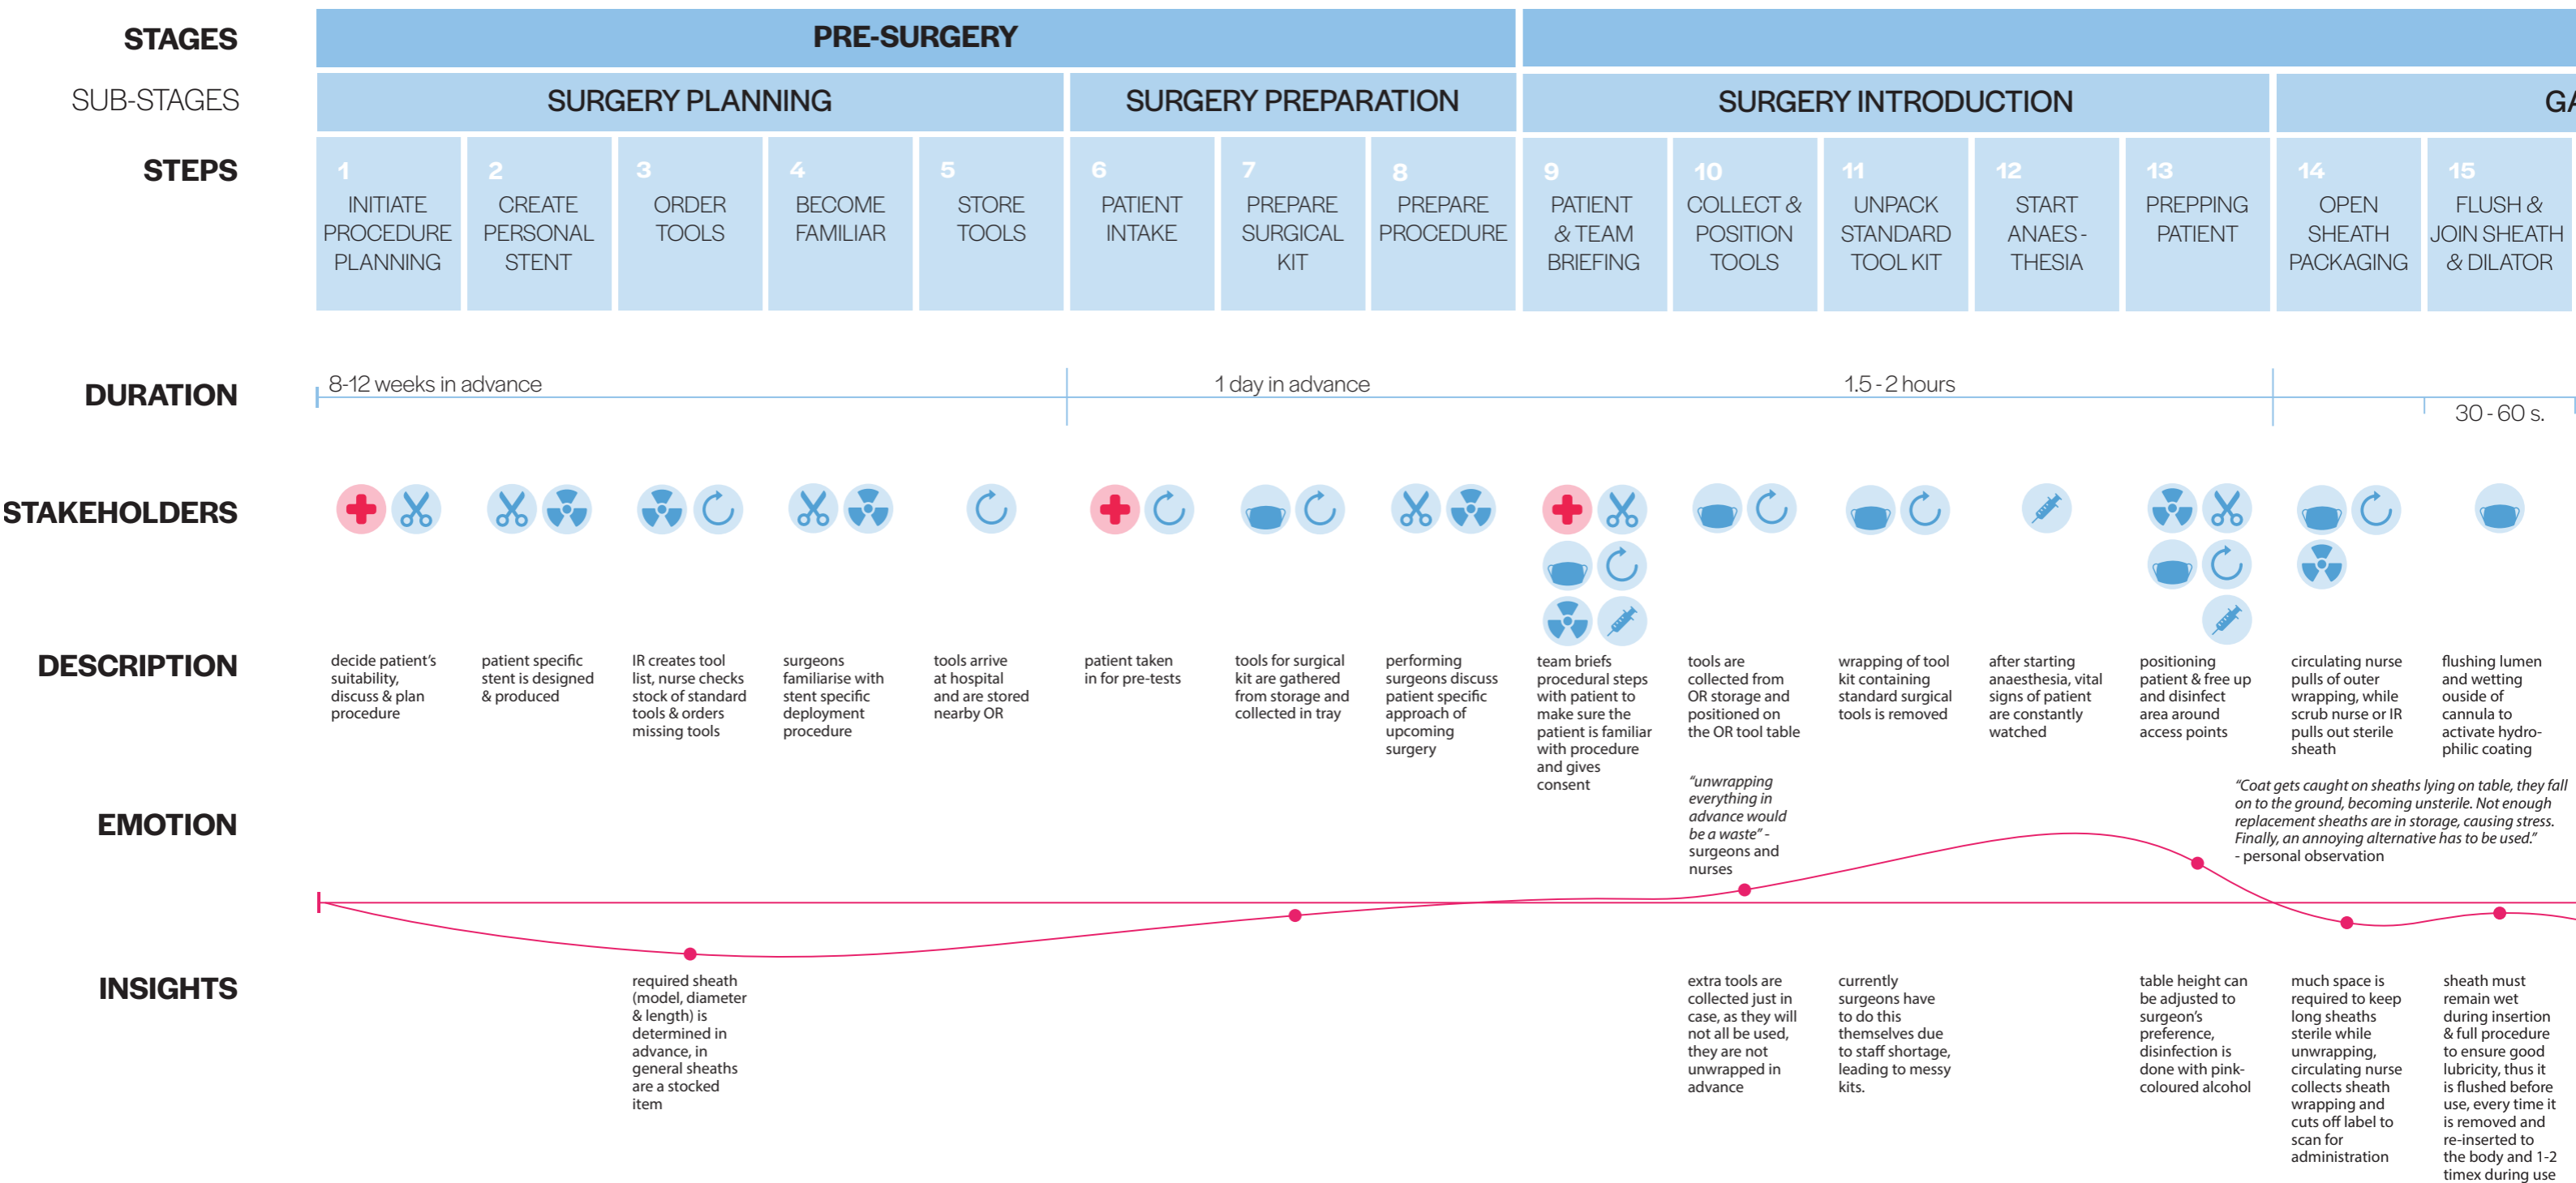 STAGES
PRE-SURGERY
SUB-STAGES
SURGERY PLANNING
SURGERY PREPARATION
SURGERY INTRODUCTION
GA
STEPS
1
INITIATE
PROCEDURE
PLANNING
2
CREATE
PERSONAL
STENT
3
ORDER
TOOLS
4
BECOME
FAMILIAR
5
STORE
TOOLS
6
PATIENT
INTAKE
7
PREPARE
SURGICAL
KIT
8
PREPARE
PROCEDURE
9
PATIENT
& TEAM
BRIEFING
10
COLLECT &
POSITION
TOOLS
11
UNPACK
STANDARD
TOOL KIT
12
START
ANAES -
THESIA
13
PREPPING
PATIENT
14
OPEN
SHEATH
PACKAGING
15
FLUSH &
JOIN SHEATH
& DILATOR
DURATION
8-12 weeks in advance
1 day in advance
1.5 - 2 hours
30 - 60 s.
STAKEHOLDERS
DESCRIPTION
decide patient's
suitability,
discuss & plan
procedure
patient specific
stent is designed
& produced
IR creates tool
list, nurse checks
stock of standard
tools & orders
missing tools
surgeons
familiarise with
stent specific
deployment
procedure
tools arrive
at hospital
and are stored
nearby OR
patient taken
in for pre-tests
tools for surgical
kit are gathered
from storage and
collected in tray
performing
surgeons discuss
patient specific
approach of
upcoming
surgery
team briefs
procedural steps
with patient to
make sure the
patient is familiar
with procedure
and gives
consent
tools are
collected from
OR storage and
positioned on
the OR tool table
wrapping of tool
kit containing
standard surgical
tools is removed
after starting
anaesthesia, vital
signs of patient
are constantly
watched
positioning
patient & free up
and disinfect
area around
access points
circulating nurse
pulls of outer
wrapping, while
scrub nurse or IR
pulls out sterile
sheath
flushing lumen
and wetting
ouside of
cannula to
activate hydro-
philic coating
EMOTION
“unwrapping
everything in
advance would
be a waste” -
surgeons and
nurses
“Coat gets caught on sheaths lying on table, they fall
on to the ground, becoming unsterile. Not enough
replacement sheaths are in storage, causing stress.
Finally, an annoying alternative has to be used.”
- personal observation
INSIGHTS
required sheath
(model, diameter
& length) is
determined in
advance, in
general sheaths
are a stocked
item
extra tools are
collected just in
case, as they will
not all be used,
they are not
unwrapped in
advance
currently
surgeons have
to do this
themselves due
to staff shortage,
leading to messy
kits.
table height can
be adjusted to
surgeon's
preference,
disinfection is
done with pink-
coloured alcohol
much space is
required to keep
long sheaths
sterile while
unwrapping,
circulating nurse
collects sheath
wrapping and
cuts off label to
scan for
administration
sheath must
remain wet
during insertion
& full procedure
to ensure good
lubricity, thus it
is flushed before
use, every time it
is removed and
re-inserted to
the body and 1-2
timex during use